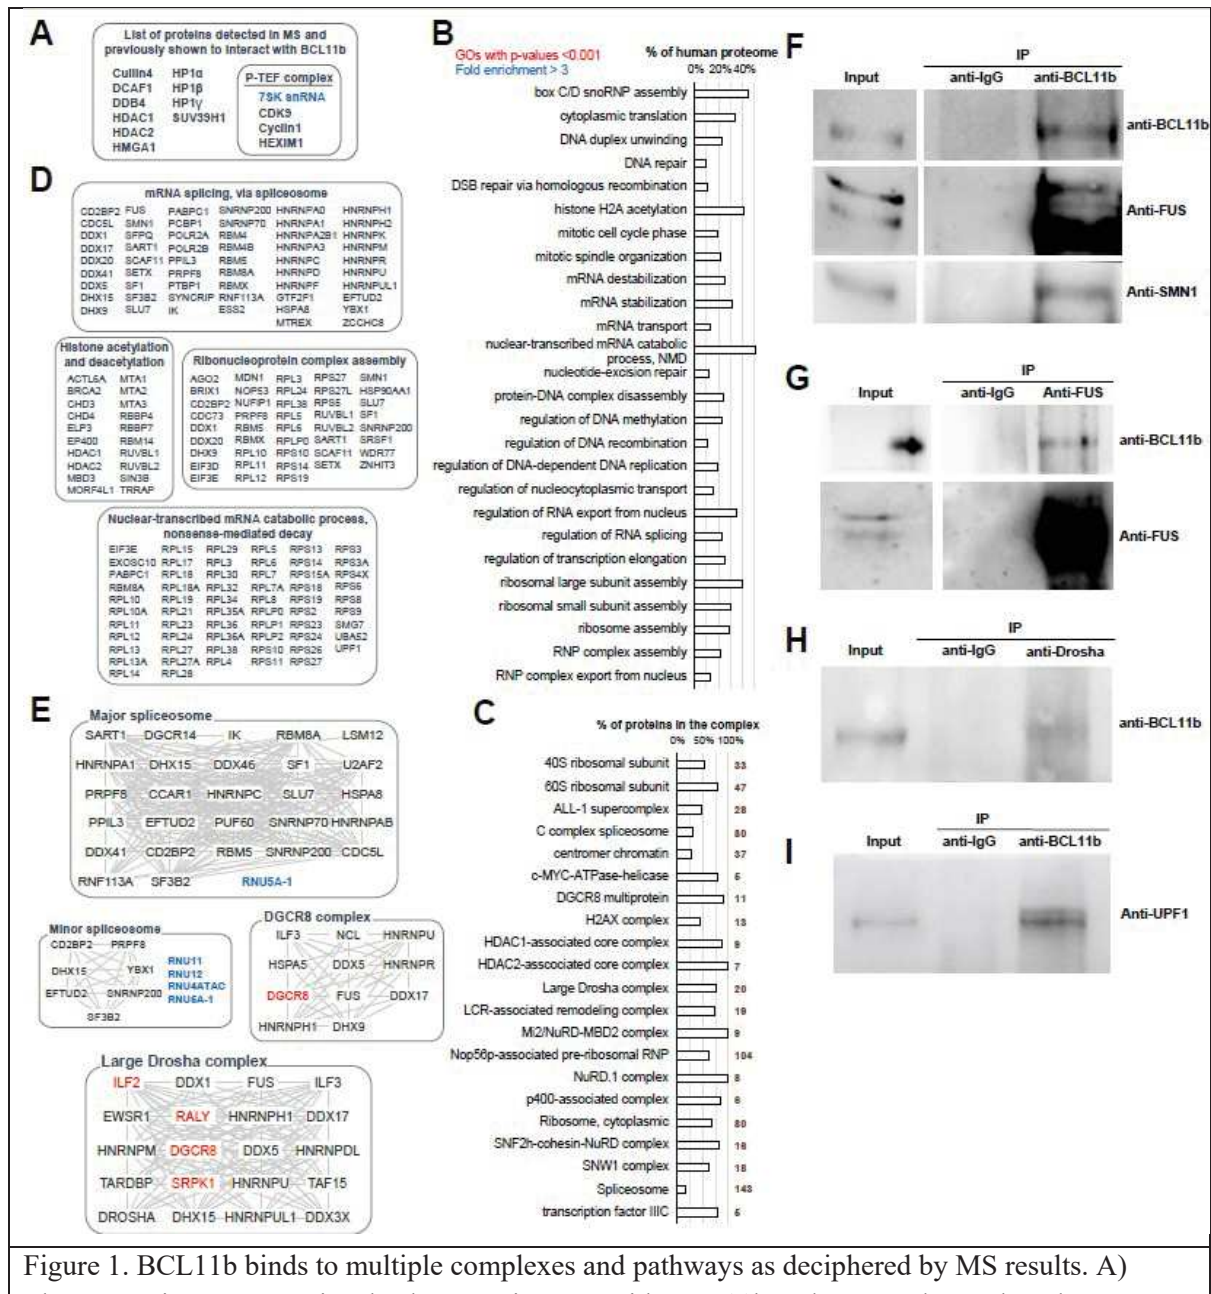 A
List of proteins detected in MS and
previously shown to interact with BCL11b
Cullin4 HP1α
DCAF1 HP1β
DDB4 HP1γ
HDAC1 SUV39H1
HDAC2
HMGA1
P-TEF complex
7SK snRNA
CDK9
Cyclin1
HEXIM1
B
GOs with p-values <0.001
Fold enrichment > 3
% of human proteome
0% 20% 40%
box C/D snoRNP assembly
cytoplasmic translation
DNA duplex unwinding
DNA repair
DSB repair via homologous recombination
histone H2A acetylation
mitotic cell cycle phase
mitotic spindle organization
mRNA destabilization
mRNA stabilization
mRNA transport
nuclear-transcribed mRNA catabolic
process, NMD
nucleotide-excision repair
protein-DNA complex disassembly
regulation of DNA methylation
regulation of DNA recombination
regulation of DNA-dependent DNA replication
regulation of nucleocytoplasmic transport
regulation of RNA export from nucleus
regulation of RNA splicing
regulation of transcription elongation
ribosomal large subunit assembly
ribosomal small subunit assembly
ribosome assembly
RNP complex assembly
RNP complex export from nucleus
C
% of proteins in the complex
0% 50% 100%
40S ribosomal subunit 33
60S ribosomal subunit 47
ALL-1 supercomplex 28
C complex spliceosome 80
centromer chromatin 37
c-MYC-ATPase-helicase 5
DGCR8 multiprotein 11
H2AX complex 13
HDAC1-associated core complex 9
HDAC2-asscociated core complex 7
Large Drosha complex 20
LCR-associated remodeling complex 19
Mi2/NuRD-MBD2 complex 9
Nop56p-associated pre-ribosomal RNP 104
NuRD.1 complex 8
p400-associated complex 6
Ribosome, cytoplasmic 80
SNF2h-cohesin-NuRD complex 16
SNW1 complex 18
Spliceosome 143
transcription factor IIIC 5
D
mRNA splicing, via spliceosome
CD2BP2 FUS PABPC1 SNRNP200 HNRNPA0 HNRNPH1
CDC5L SMN1 PCBP1 SNRNP70 HNRNPA1 HNRNPH2
DDX1 SFPQ POLR2A RBM4 HNRNPA2B1 HNRNPK
DDX17 SART1 POLR2B RBM4B HNRNPA3 HNRNPM
DDX20 SCAF11 PPIL3 RBM5 HNRNPC HNRNPR
DDX41 SETX PRPF8 RBM8A HNRNPD HNRNPU
DDX5 SF1 PTBP1 RBMX HNRNPF HNRNPUL1
DHX15 SF3B2 SYNCRIP RNF113A GTF2F1 EFTUD2
DHX9 SLU7 IK ESS2 HSPA8 YBX1
MTREX ZCCHC8
Histone acetylation
and deacetylation
ACTL6A MTA1
BRCA2 MTA2
CHD3 MTA3
CHD4 RBBP4
ELP3 RBBP7
EP400 RBM14
HDAC1 RUVBL1
HDAC2 RUVBL2
MBD3 SIN3B
MORF4L1 TRRAP
Ribonucleoprotein complex assembly
AGO2 MDN1 RPL3 RPS27 SMN1
BRIX1 NOP53 RPL24 RPS27L HSP90AA1
CD2BP2 NUFIP1 RPL38 RPS5 SLU7
CDC73 PRPF8 RPL5 RUVBL1 SF1
DDX1 RBM5 RPL6 RUVBL2 SNRNP200
DDX20 RBMX RPLP0 SART1 SRSF1
DHX9 RPL10 RPS10 SCAF11 WDR77
EIF3D RPL11 RPS14 SETX ZNHIT3
EIF3E RPL12 RPS19
Nuclear-transcribed mRNA catabolic process,
nonsense-mediated decay
EIF3E RPL15 RPL29 RPL5 RPS13 RPS3
EXOSC10 RPL17 RPL3 RPL6 RPS14 RPS3A
PABPC1 RPL18 RPL30 RPL7 RPS15A RPS4X
RBM8A RPL18A RPL32 RPL7A RPS18
RPL10 RPL19 RPL34 RPL8 RPS19 RPS8
RPL10A RPL21 RPL35A RPLP0 RPS2 RPS9
RPL11 RPL23 RPL36 RPLP1 RPS23 SMG7
RPL12 RPL24 RPL36A RPLP2 RPS24 UBA52
RPL13 RPL27 RPL38 RPS10 RPS26 UPF1
RPL13A RPL27A RPL4 RPS11 RPS27
RPL14 RPL28
E
Major spliceosome
SART1 DGCR14 IK RBM8A LSM12
HNRNPA1 DHX15 DDX46 SF1 U2AF2
PRPF8 CCAR1 HNRNPC SLU7 HSPA8
PPIL3 EFTUD2 PUF60 SNRNP70 HNRNPAB
DDX41 CD2BP2 RBM5 SNRNP200 CDC5L
RNF113A SF3B2 RNU5A-1
Minor spliceosome
CD2BP2 PRPF8
DHX15 YBX1
EFTUD2 SNRNP200
SF3B2
RNU11
RNU12
RNU4ATAC
RNU5A-1
DGCR8 complex
ILF3 NCL HNRNPU
HSPA5 DDX5 HNRNPR
DGCR8 FUS DDX17
HNRNPH1 DHX9
Large Drosha complex
ILF2 DDX1 FUS ILF3
EWSR1 RALY HNRNPH1 DDX17
HNRNPM DGCR8 DDX5 HNRNPDL
TARDBP SRPK1 HNRNPU TAF15
DROSHA DHX15 HNRNPUL1 DDX3X
F
IP
Input anti-IgG anti-BCL11b
anti-BCL11b
Anti-FUS
Anti-SMN1
G
IP
Input anti-IgG Anti-FUS
anti-BCL11b
Anti-FUS
H
IP
Input anti-IgG anti-Drosha
anti-BCL11b
I
IP
Input anti-IgG anti-BCL11b
Anti-UPF1
Figure 1. BCL11b binds to multiple complexes and pathways as deciphered by MS results. A)